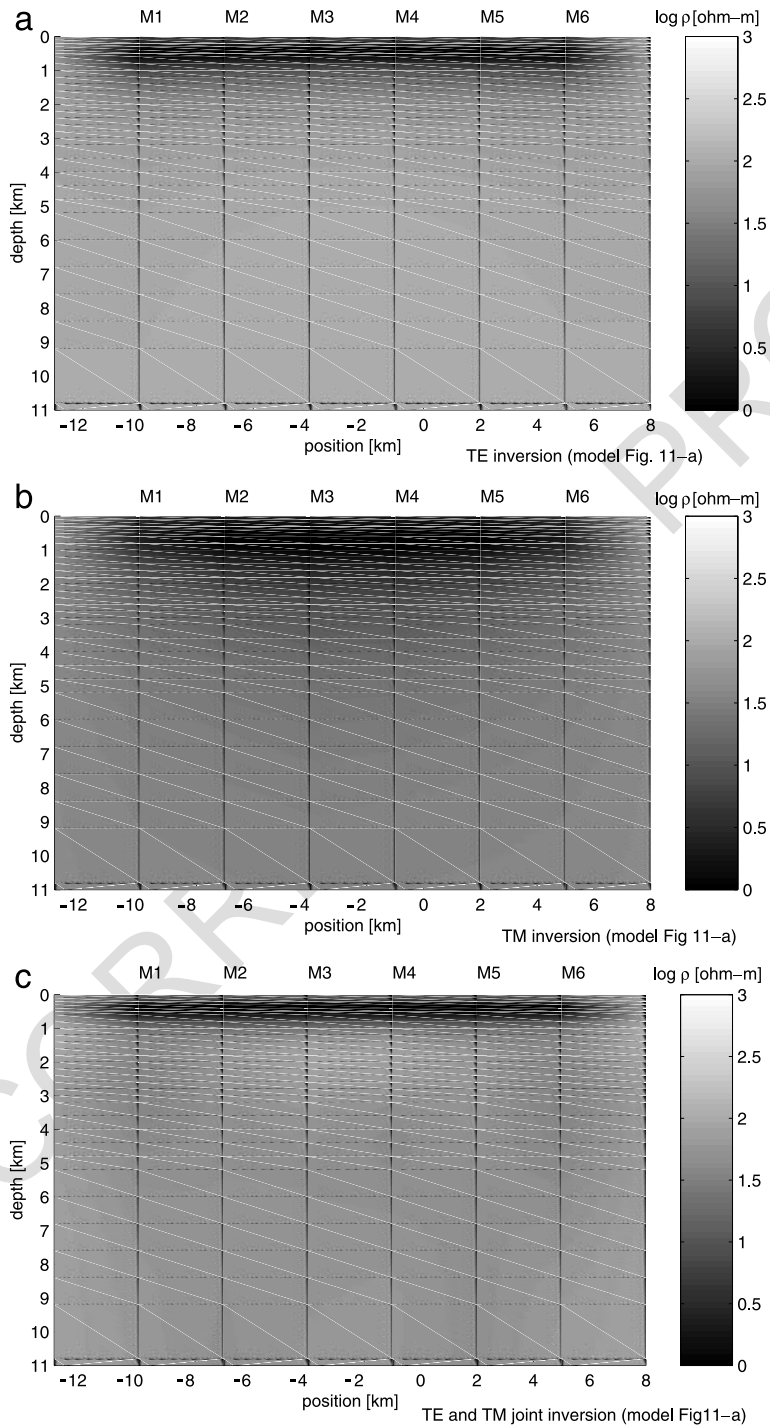 a
M1 M2 M3 M4 M5 M6
log ρ [ohm−m]
0
1
2
3
4
5
6
7
8
9
10
11
depth [km]
−12 −10 −8 −6 −4 −2 0 2 4 6 8
position [km]
3
2.5
2
1.5
1
0.5
0
TE inversion (model Fig. 11−a)
b
M1 M2 M3 M4 M5 M6
log ρ [ohm−m]
0
1
2
3
4
5
6
7
8
9
10
11
depth [km]
−12 −10 −8 −6 −4 −2 0 2 4 6 8
position [km]
3
2.5
2
1.5
1
0.5
0
TM inversion (model Fig 11−a)
c
M1 M2 M3 M4 M5 M6
log ρ [ohm−m]
0
1
2
3
4
5
6
7
8
9
10
11
depth [km]
−12 −10 −8 −6 −4 −2 0 2 4 6 8
position [km]
3
2.5
2
1.5
1
0.5
0
TE and TM joint inversion (model Fig11−a)